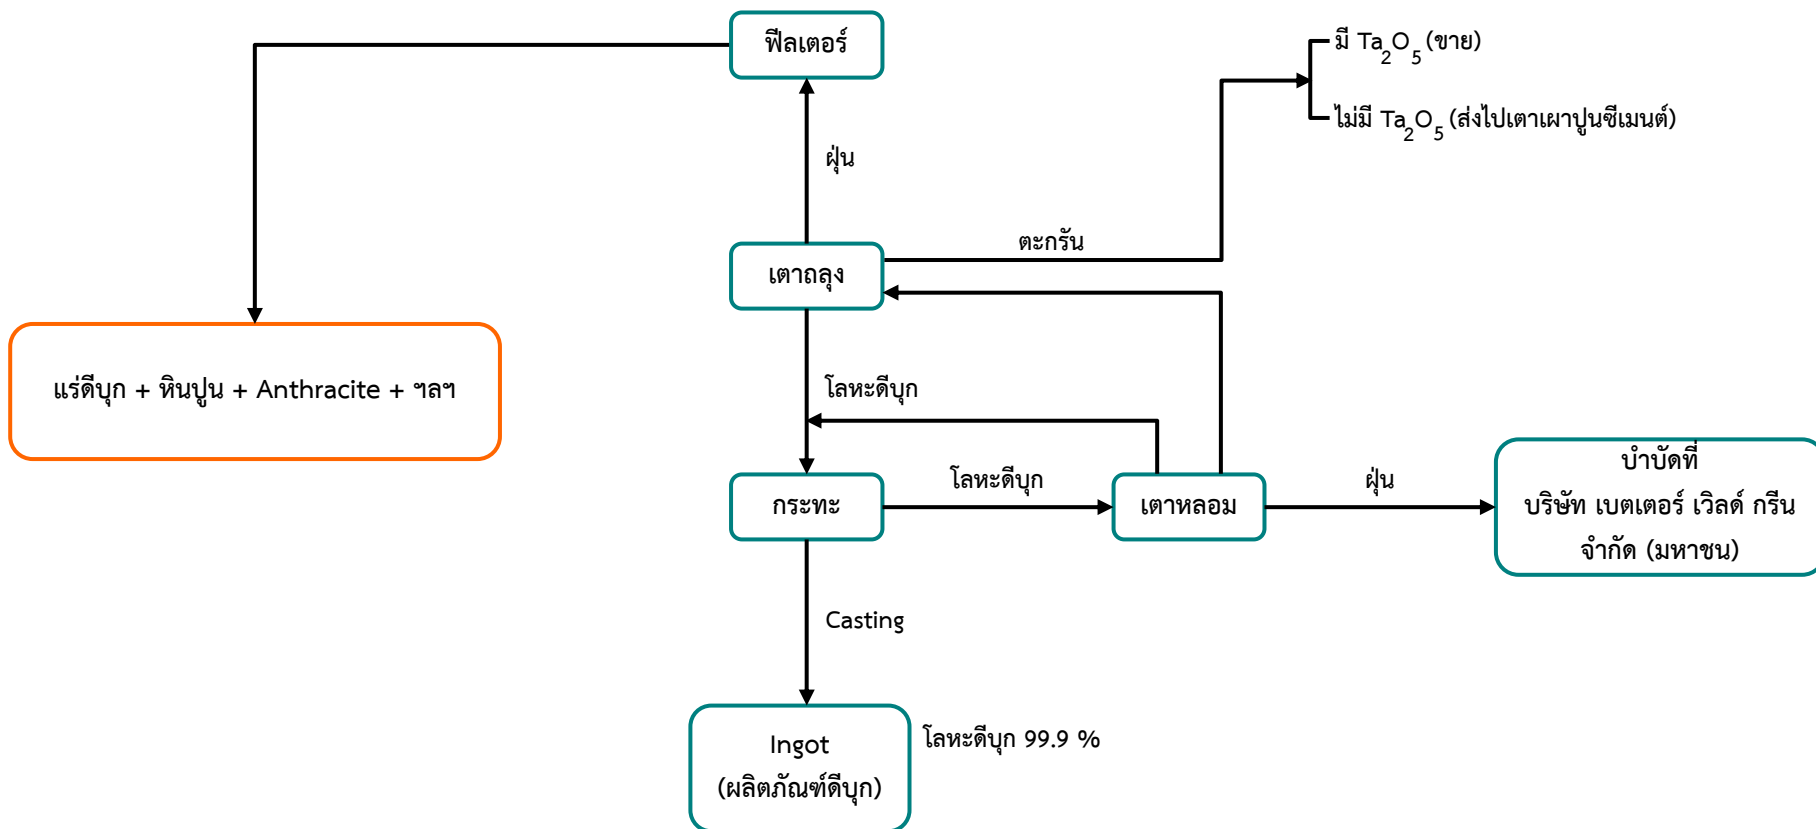 ฟีลเตอร์
มี Ta2O5 (ขาย)
ไม่มี Ta2O5 (ส่งไปเตาเผาปูนซีเมนต์)
ฝุ่น
ตะกรัน
เตาถลุง
แร่ดีบุก + หินปูน + Anthracite + ฯลฯ
โลหะดีบุก
กระทะ
โลหะดีบุก
เตาหลอม
ฝุ่น
บำบัดที่
บริษัท เบตเตอร์ เวิลด์ กรีน
จำกัด (มหาชน)
Casting
Ingot
(ผลิตภัณฑ์ดีบุก)
โลหะดีบุก 99.9 %